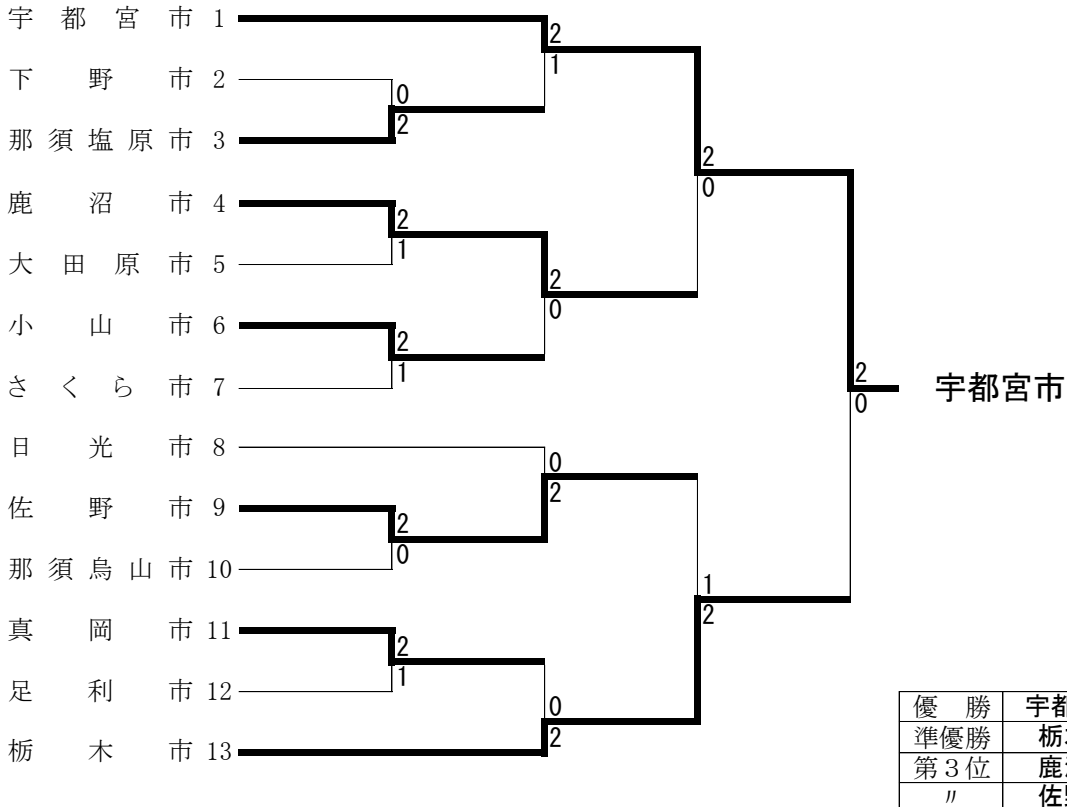 宇都宮市 1
下野市 2
那須塩原市 3
鹿沼市 4
大田原市 5
小山市 6
さくら市 7
日光市 8
佐野市 9
那須烏山市 10
真岡市 11
足利市 12
栃木市 13
0
2
2
1
2
1
2
0
2
1
2
1
2
0
0
2
0
2
2
0
1
2
2
0
宇都宮市
優勝 宇都
準優勝 栃
第3位 鹿
〃 佐